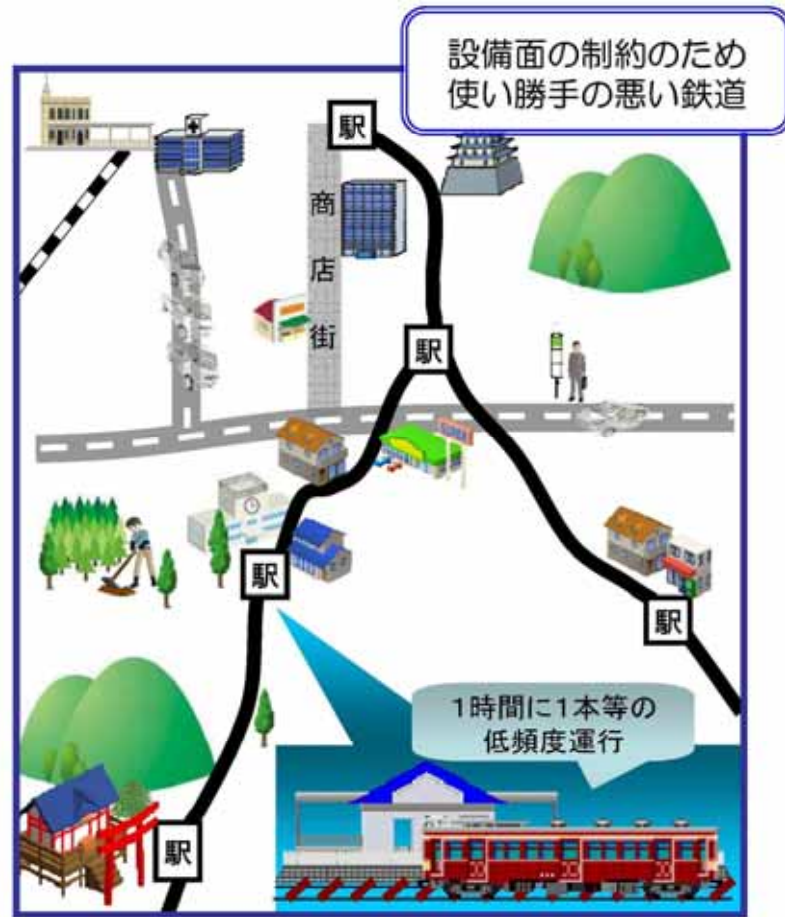 設備面の制約のため
使い勝手の悪い鉄道
駅
商店街
駅
駅
駅
駅
1時間に1本等の
低頻度運行